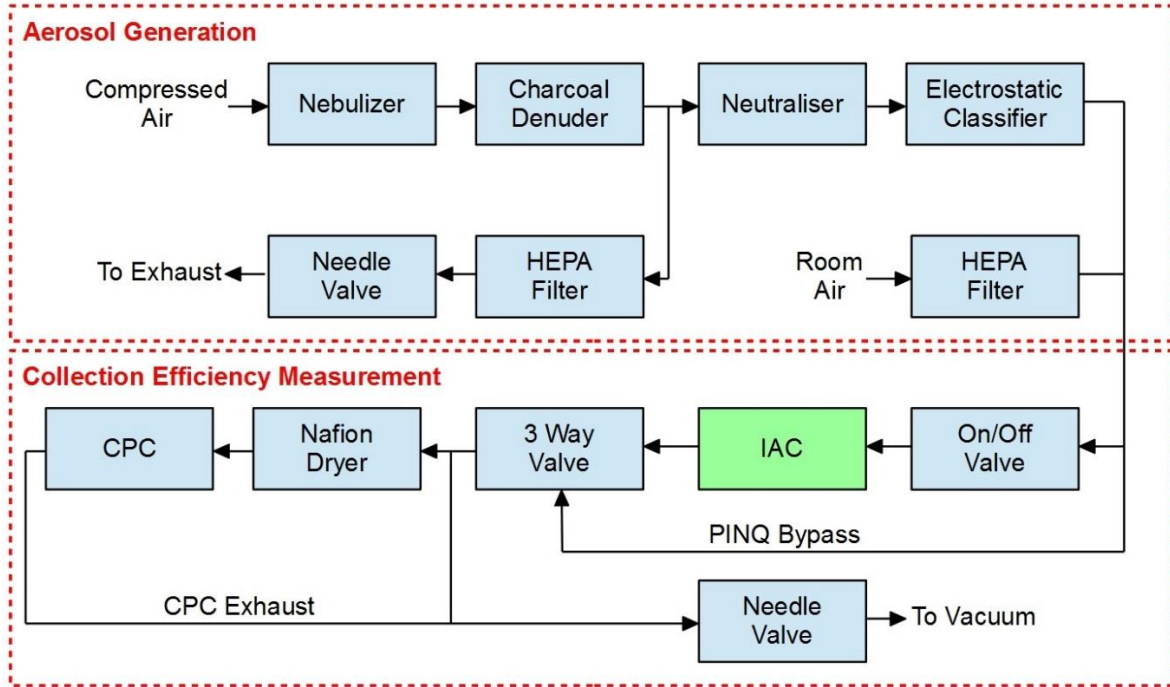 Aerosol Generation
Compressed
Air
Nebulizer
Charcoal
Denuder
Neutraliser
Electrostatic
Classifier
To Exhaust
Needle
Valve
HEPA
Filter
Room
Air
HEPA
Filter
Collection Efficiency Measurement
CPC
Nafion
Dryer
3 Way
Valve
IAC
On/Off
Valve
PINQ Bypass
CPC Exhaust
Needle
Valve
To Vacuum